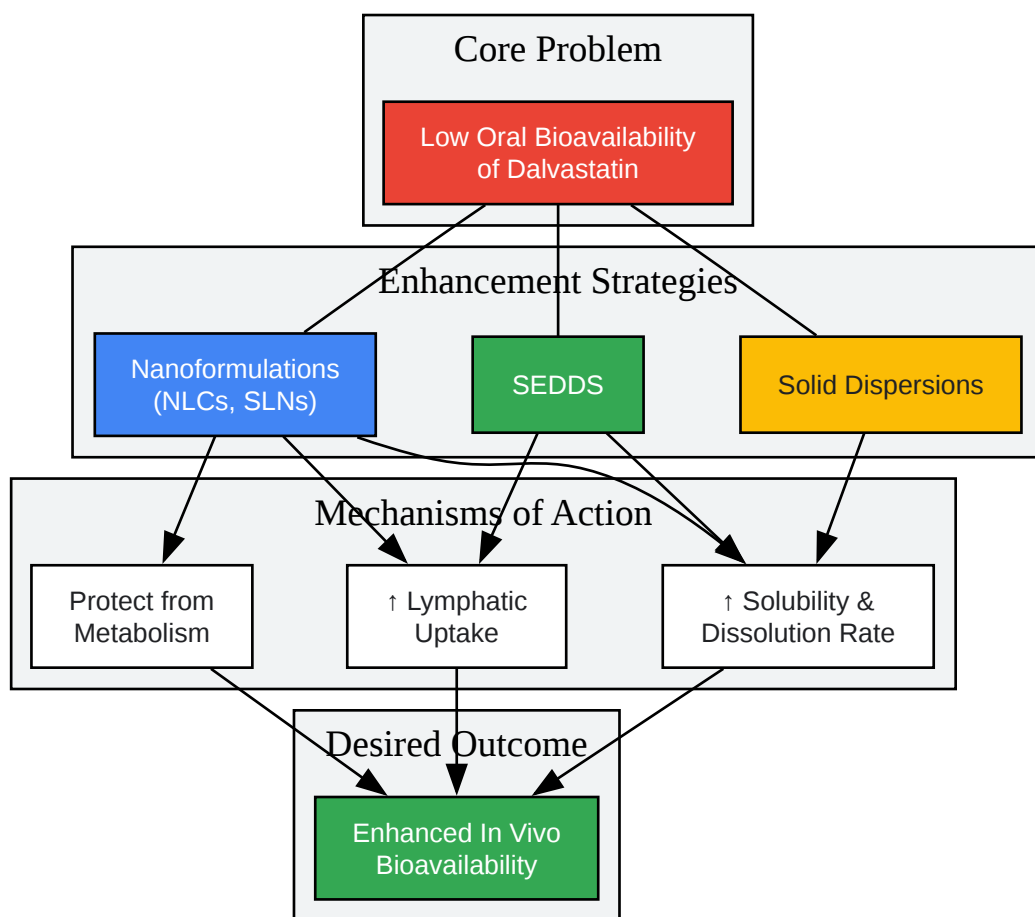 Core Problem
Low Oral Bioavailability
of Dalvastatin
Enhancement Strategies
Nanoformulations
(NLCs, SLNs)
SEDDS
Solid Dispersions
Mechanisms of Action
Protect from
Metabolism
↑ Lymphatic
Uptake
↑ Solubility &
Dissolution Rate
Desired Outcome
Enhanced In Vivo
Bioavailability